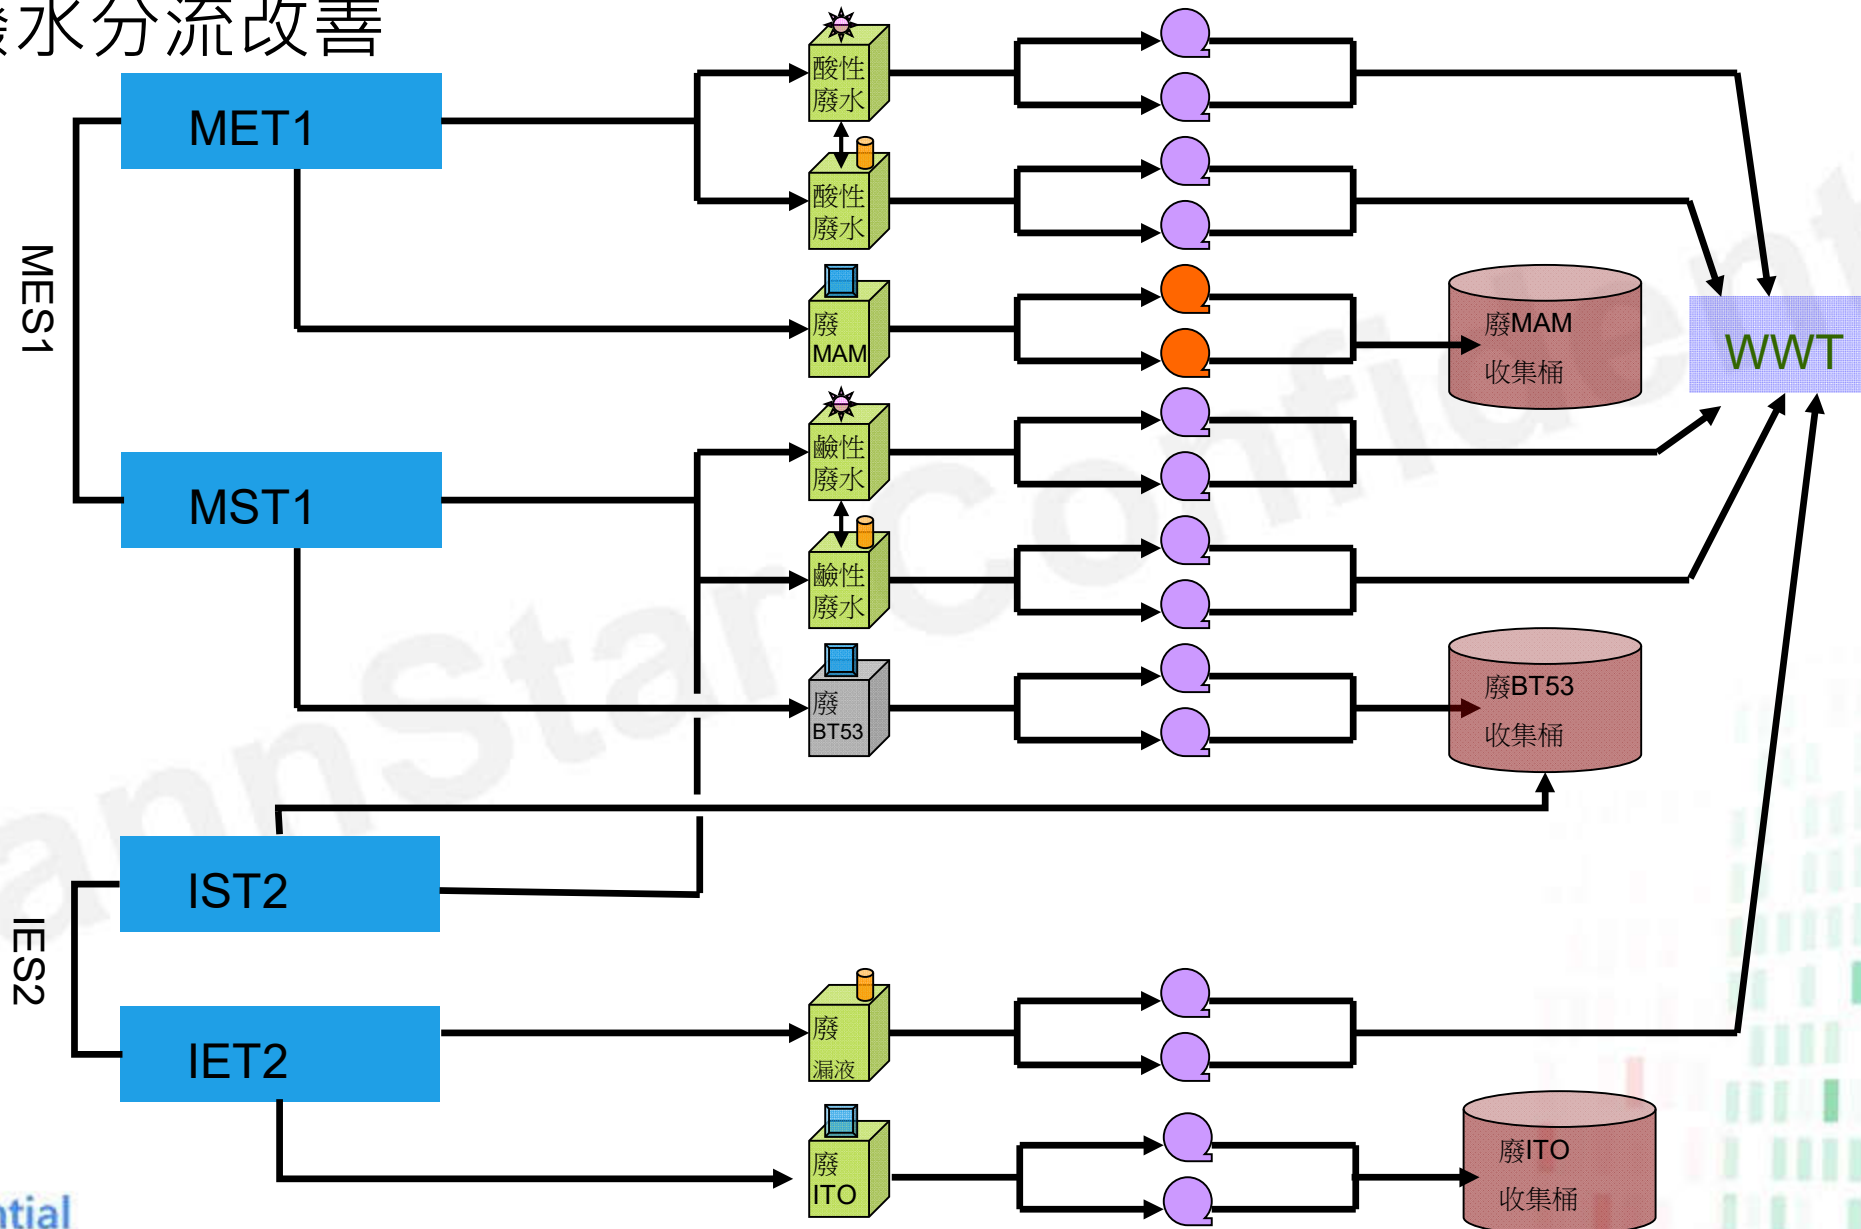 水分流改善
MES1
MET1
酸性
廢水
酸性
廢水
廢
MAM
廢MAM
收集桶
WWT
MST1
鹼性
廢水
鹼性
廢水
廢
BT53
廢BT53
收集桶
IES2
IST2
IET2
廢
漏液
廢
ITO
廢ITO
收集桶
annStar Confident
ntial